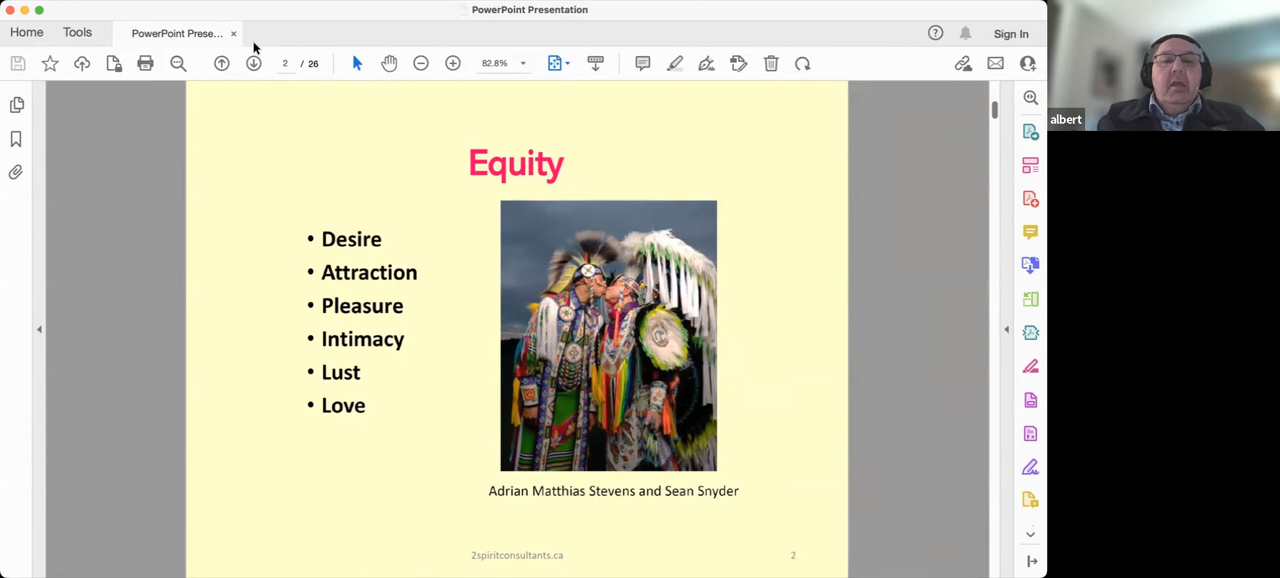 PowerPoint Presentation
Home Tools PowerPoint Prese... × Sign In
2 / 26 82.8%
albert
Equity
• Desire
• Attraction
• Pleasure
• Intimacy
• Lust
• Love
Adrian Matthias Stevens and Sean Snyder
2spiritconsultants.ca 2